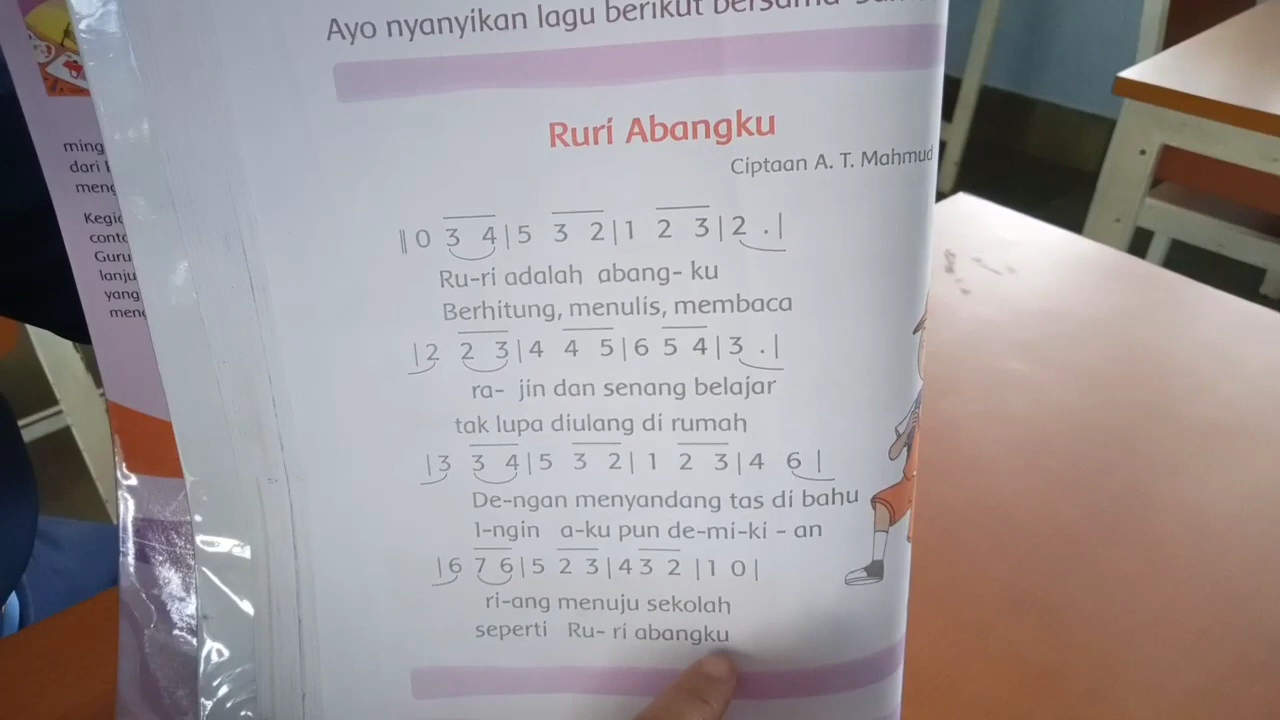 Ayo nyanyikan lagu berikut
Ruri Abangku
Ciptaan A. T. Mahmud
‖ 0 3 4 | 5 3 2 | 1 2 3 | 2 . |
Ru-ri adalah abang- ku
Berhitung, menulis, membaca
| 2 2 3 | 4 4 5 | 6 5 4 | 3 . |
ra- jin dan senang belajar
tak lupa diulang di rumah
| 3 3 4 | 5 3 2 | 1 2 3 | 4 6 |
De-ngan menyandang tas di bahu
I-ngin a-ku pun de-mi-ki - an
| 6 7 6 | 5 2 3 | 4 3 2 | 1 0 |
ri-ang menuju sekolah
seperti Ru- ri abangku
ming
dari
meng
Kegi
conto
Guru
lanju
yang